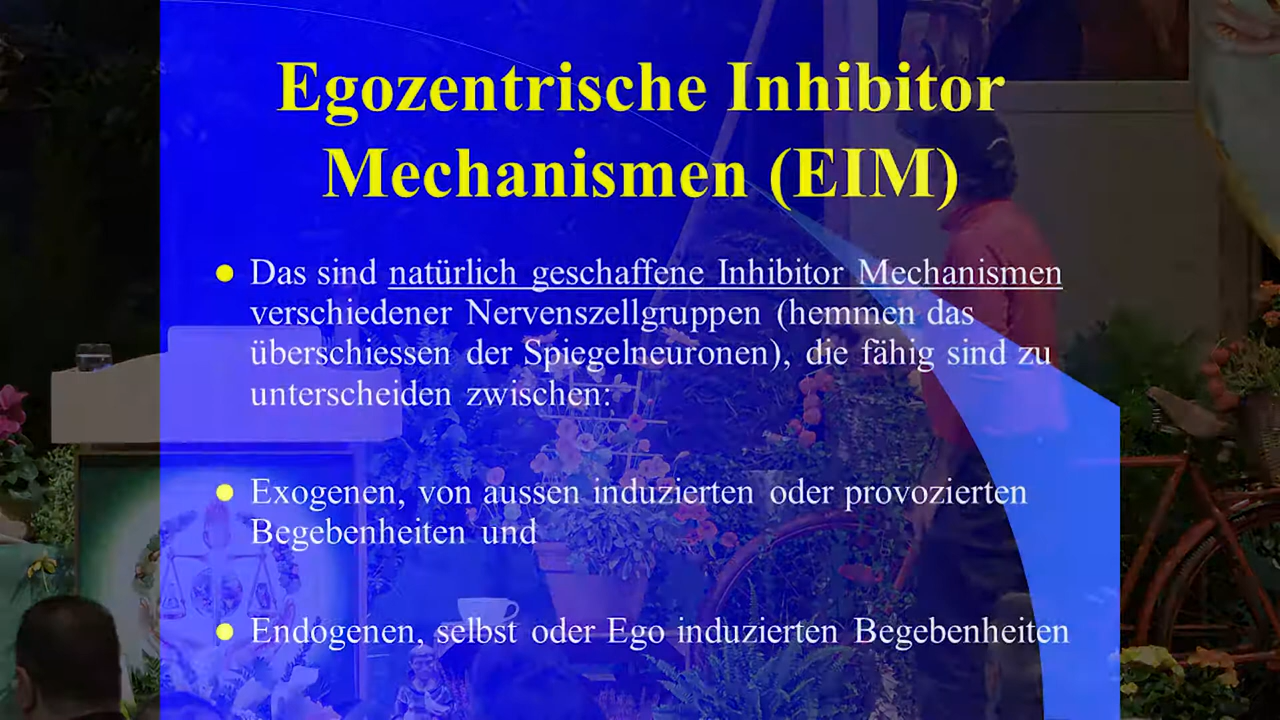 Egozentrische Inhibitor
Mechanismen (EIM)
Das sind natürlich geschaffene Inhibitor Mechanismen
verschiedener Nervenszellgruppen (hemmen das
überschiessen der Spiegelneuronen), die fähig sind zu
unterscheiden zwischen:
Exogenen, von aussen induzierten oder provozierten
Begebenheiten und
Endogenen, selbst oder Ego induzierten Begebenheiten